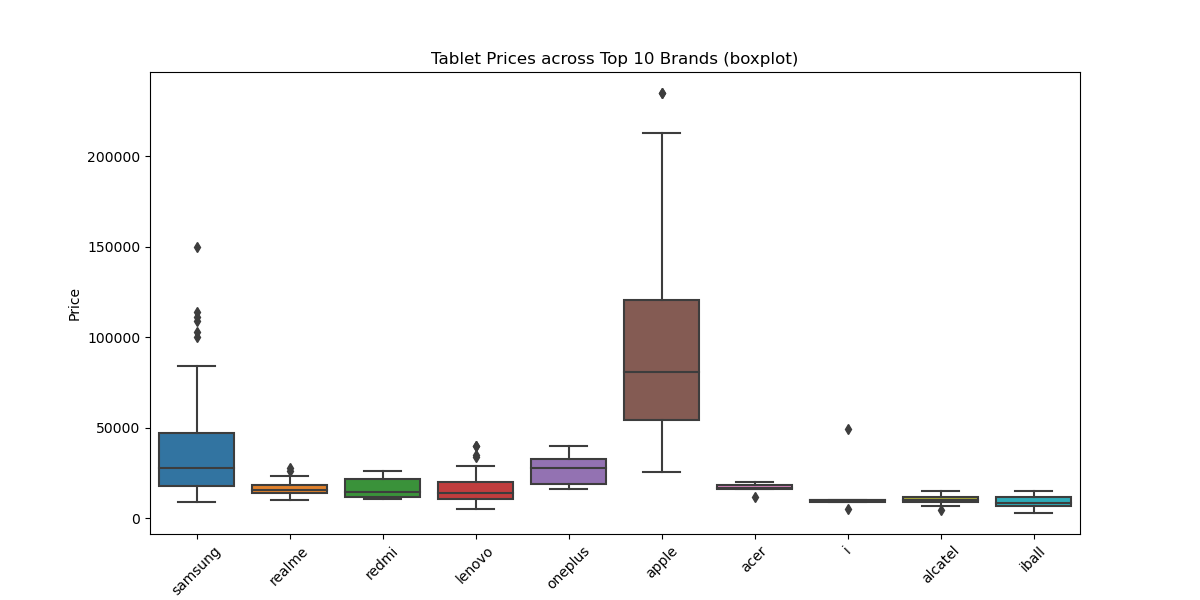 Tablet Prices across Top 10 Brands (boxplot)
Price
200000
150000
100000
50000
0
samsung
realme
redmi
lenovo
oneplus
apple
acer
i
alcatel
iball